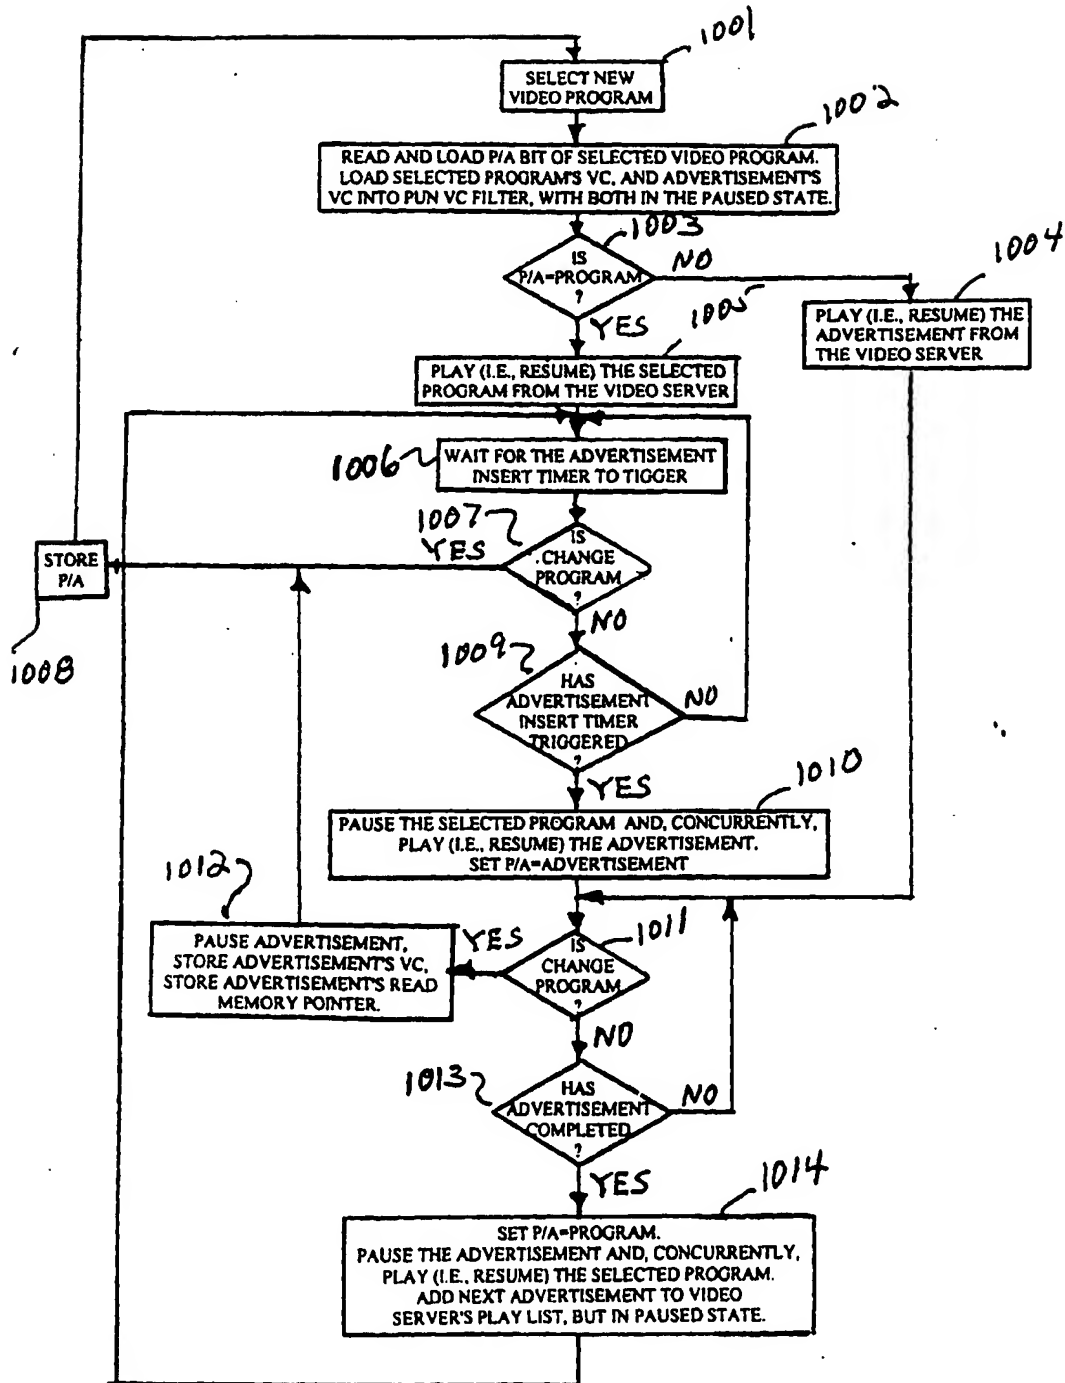 1001
SELECT NEW
VIDEO PROGRAM
1002
READ AND LOAD P/A BIT OF SELECTED VIDEO PROGRAM.
LOAD SELECTED PROGRAM'S VC, AND ADVERTISEMENT'S
VC INTO PUN VC FILTER, WITH BOTH IN THE PAUSED STATE.
1003
IS
P/A=PROGRAM
?
NO
1004
YES
1005
PLAY (I.E., RESUME) THE
ADVERTISEMENT FROM
THE VIDEO SERVER
PLAY (I.E., RESUME) THE SELECTED
PROGRAM FROM THE VIDEO SERVER
1006
WAIT FOR THE ADVERTISEMENT
INSERT TIMER TO TIGGER
1007
YES
IS
CHANGE
PROGRAM
?
STORE
P/A
1008
NO
1009
HAS
ADVERTISEMENT
INSERT TIMER
TRIGGERED
?
NO
YES
1010
PAUSE THE SELECTED PROGRAM AND, CONCURRENTLY,
PLAY (I.E., RESUME) THE ADVERTISEMENT.
SET P/A=ADVERTISEMENT
1012
PAUSE ADVERTISEMENT,
STORE ADVERTISEMENT'S VC,
STORE ADVERTISEMENT'S READ
MEMORY POINTER.
YES
IS
CHANGE
PROGRAM
?
1011
NO
1013
HAS
ADVERTISEMENT
COMPLETED
?
NO
YES
1014
SET P/A=PROGRAM.
PAUSE THE ADVERTISEMENT AND, CONCURRENTLY,
PLAY (I.E., RESUME) THE SELECTED PROGRAM.
ADD NEXT ADVERTISEMENT TO VIDEO
SERVER'S PLAY LIST, BUT IN PAUSED STATE.